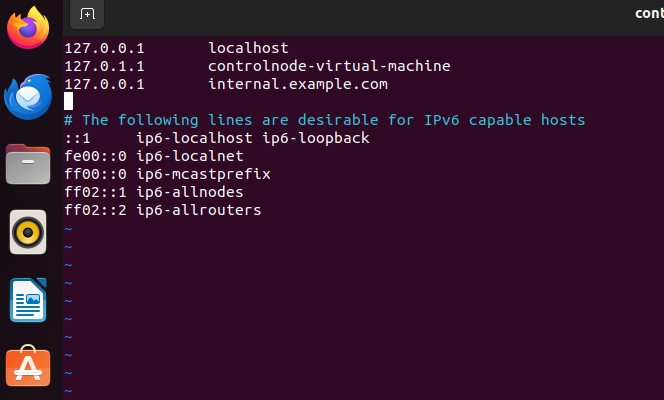 cont
127.0.0.1       localhost
127.0.1.1       controlnode-virtual-machine
127.0.0.1       internal.example.com
# The following lines are desirable for IPv6 capable hosts
::1     ip6-localhost ip6-loopback
fe00::0 ip6-localnet
ff00::0 ip6-mcastprefix
ff02::1 ip6-allnodes
ff02::2 ip6-allrouters
~
~
~
~
~
~
~
~
~
~